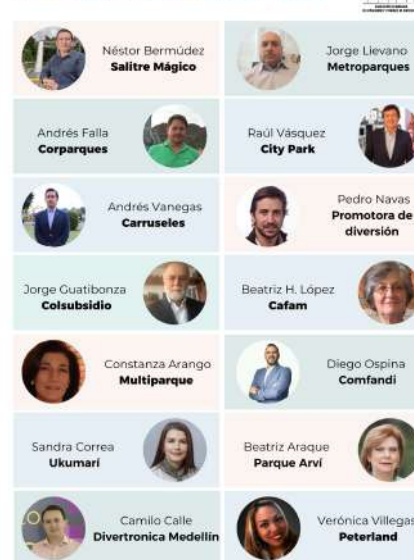 Néstor Bermúdez
Salitre Mágico
Jorge Lievano
Metroparques
Andrés Falla
Corparques
Raúl Vásquez
City Park
Andrés Vanegas
Carruseles
Pedro Navas
Promotora de
diversión
Jorge Guatibonza
Colsubsidio
Beatriz H. López
Cafam
Constanza Arango
Multiparque
Diego Ospina
Comfandi
Sandra Correa
Ukumarí
Beatriz Araque
Parque Arví
Camilo Calle
Divertronica Medellín
Verónica Villegas
Peterland